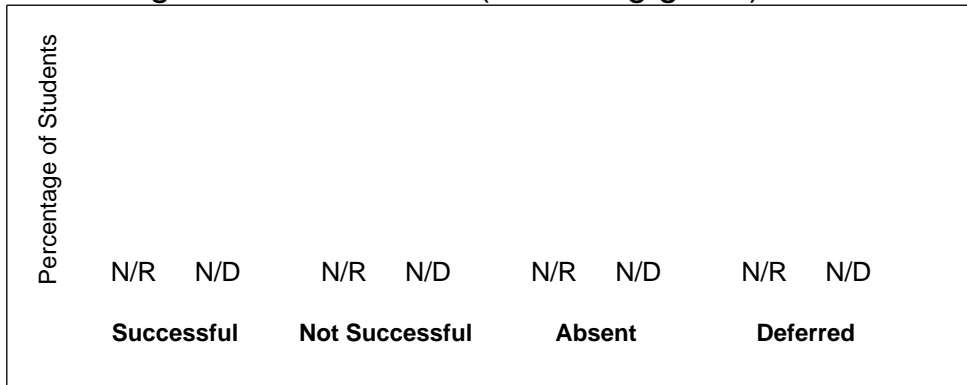 Percentage of Students
N/R N/D N/R N/D N/R N/D N/R N/D
Successful Not Successful Absent Deferred